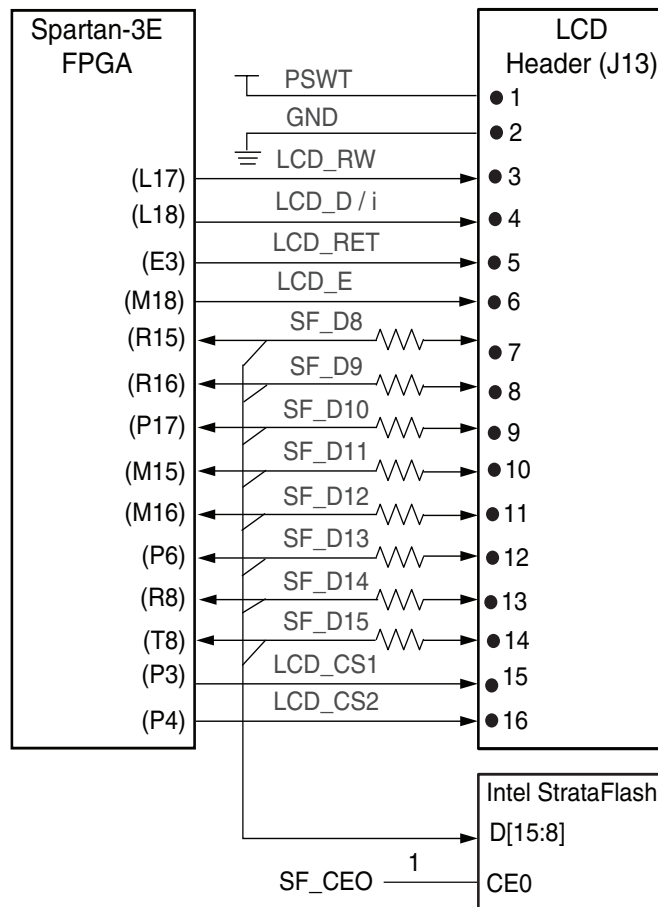 Spartan-3E
FPGA
LCD
Header (J13)
PSWT
1
GND
2
(L17) LCD_RW 3
(L18) LCD_D / i 4
(E3) LCD_RET 5
(M18) LCD_E 6
(R15) SF_D8 7
(R16) SF_D9 8
(P17) SF_D10 9
(M15) SF_D11 10
(M16) SF_D12 11
(P6) SF_D13 12
(R8) SF_D14 13
(T8) SF_D15 14
(P3) LCD_CS1 15
(P4) LCD_CS2 16
Intel StrataFlash
D[15:8]
SF_CEO 1 CE0